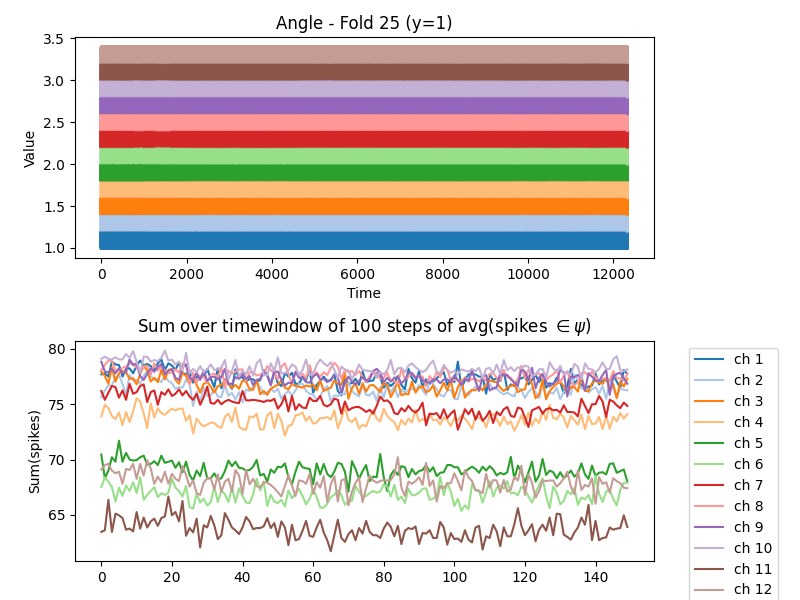 Angle - Fold 25 (y=1)
3.5
3.0
2.5
2.0
1.5
1.0
Value
0 2000 4000 6000 8000 10000 12000
Time
Sum over timewindow of 100 steps of avg(spikes ∈ψ)
80
75
70
65
Sum(spikes)
0 20 40 60 80 100 120 140
ch 1
ch 2
ch 3
ch 4
ch 5
ch 6
ch 7
ch 8
ch 9
ch 10
ch 11
ch 12